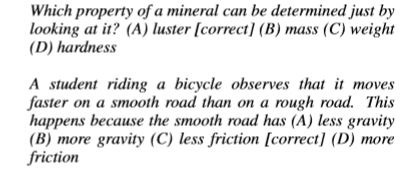 Which property of a mineral can be determined just by
looking at it? (A) luster [correct] (B) mass (C) weight
(D) hardness
A student riding a bicycle observes that it moves
faster on a smooth road than on a rough road. This
happens because the smooth road has (A) less gravity
(B) more gravity (C) less friction [correct] (D) more
friction